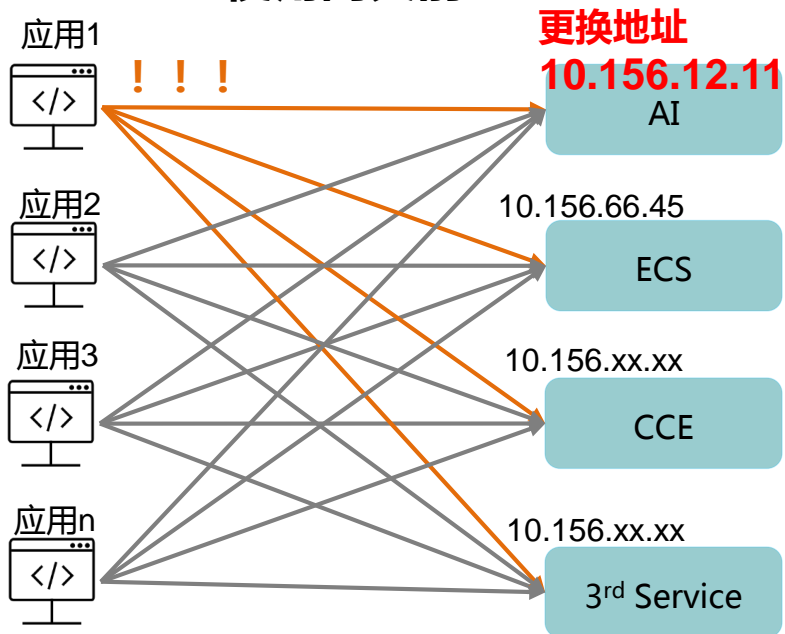 应用1
</>
！！！
更换地址
10.156.12.11
AI
应用2
</>
10.156.66.45
ECS
应用3
</>
10.156.xx.xx
CCE
应用n
</>
10.156.xx.xx
3rd Service